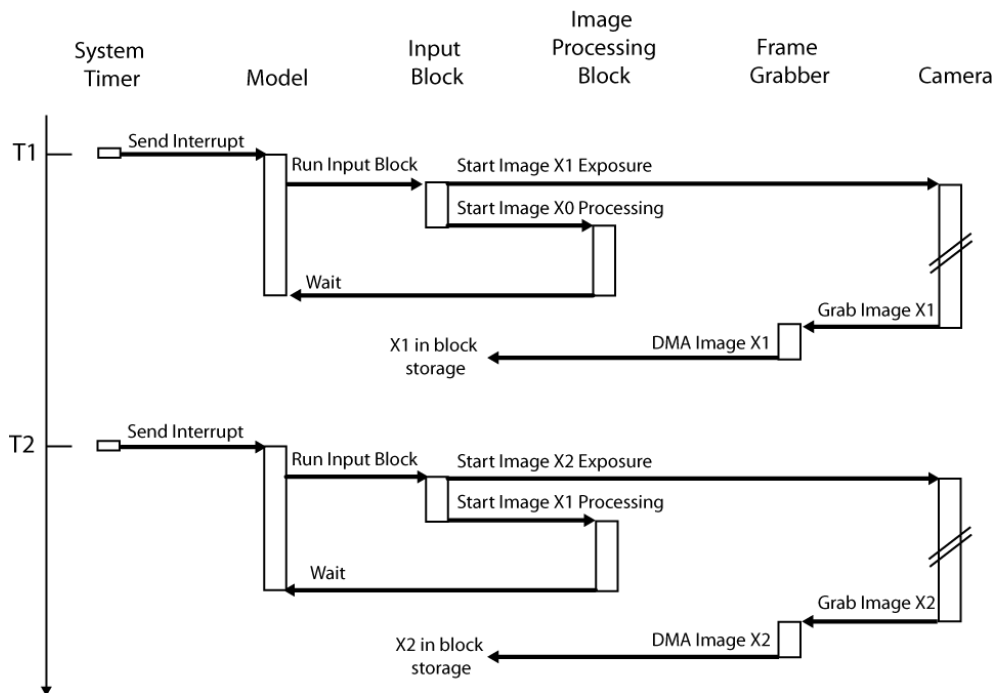 System
Timer
Model
Input
Block
Image
Processing
Block
Frame
Grabber
Camera
T1
Send Interrupt
Run Input Block
Start Image X1 Exposure
Start Image X0 Processing
Wait
Grab Image X1
DMA Image X1
X1 in block
storage
T2
Send Interrupt
Run Input Block
Start Image X2 Exposure
Start Image X1 Processing
Wait
Grab Image X2
DMA Image X2
X2 in block
storage